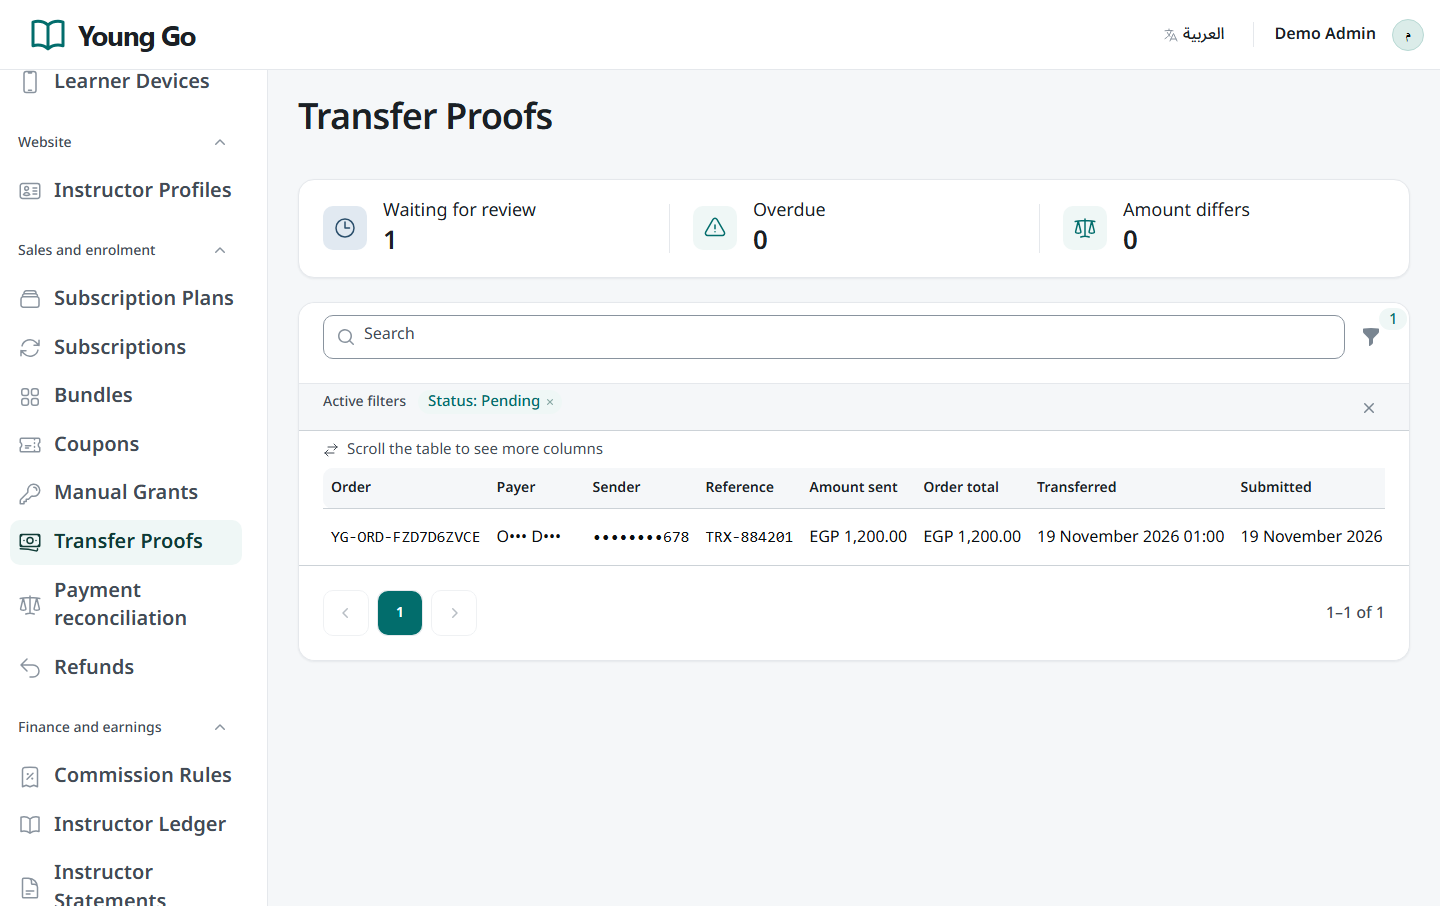 Young Go
العربية
Demo Admin
م
Learner Devices
Website
Instructor Profiles
Sales and enrolment
Subscription Plans
Subscriptions
Bundles
Coupons
Manual Grants
Transfer Proofs
Payment
reconciliation
Refunds
Finance and earnings
Commission Rules
Instructor Ledger
Instructor
Statements
Transfer Proofs
Waiting for review
1
Overdue
0
Amount differs
0
Search
1
Active filters
Status: Pending ×
Scroll the table to see more columns
Order Payer Sender Reference Amount sent Order total Transferred Submitted
YG-ORD-FZD7D6ZVCE O••• D••• ••••••••678 TRX-884201 EGP 1,200.00 EGP 1,200.00 19 November 2026 01:00 19 November 2026
1
1–1 of 1